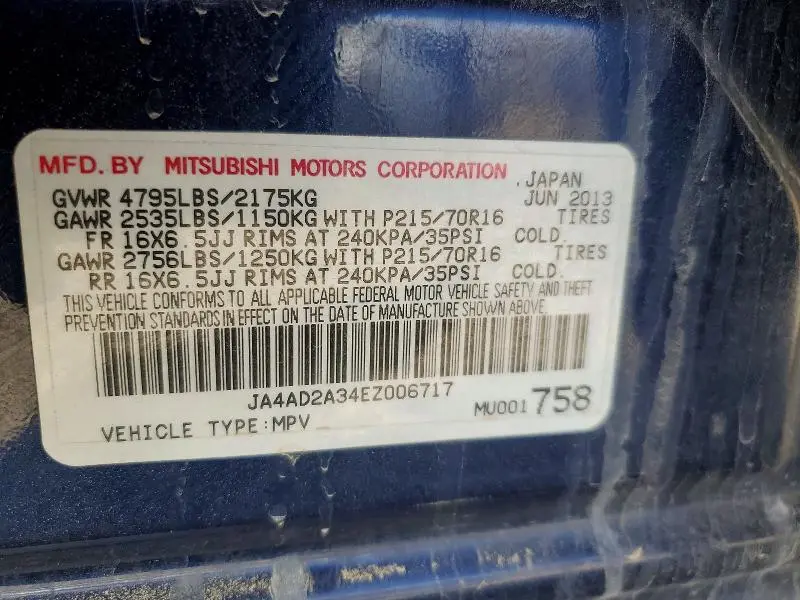 MFD. BY MITSUBISHI MOTORS CORPORATION .JAPAN
GVWR 4795LBS/2175KG JUN 2013
GAWR 2535LBS/1150KG WITH P215/70R16 TIRES
FR 16X6.5JJ RIMS AT 240KPA/35PSI COLD.
GAWR 2756LBS/1250KG WITH P215/70R16 TIRES
RR 16X6.5JJ RIMS AT 240KPA/35PSI COLD.
THIS VEHICLE CONFORMS TO ALL APPLICABLE FEDERAL MOTOR VEHICLE SAFETY AND THEFT
PREVENTION STANDARDS IN EFFECT ON THE DATE OF MANUFACTURE SHOWN ABOVE.
JA4AD2A34EZ006717
VEHICLE TYPE:MPV MU001758